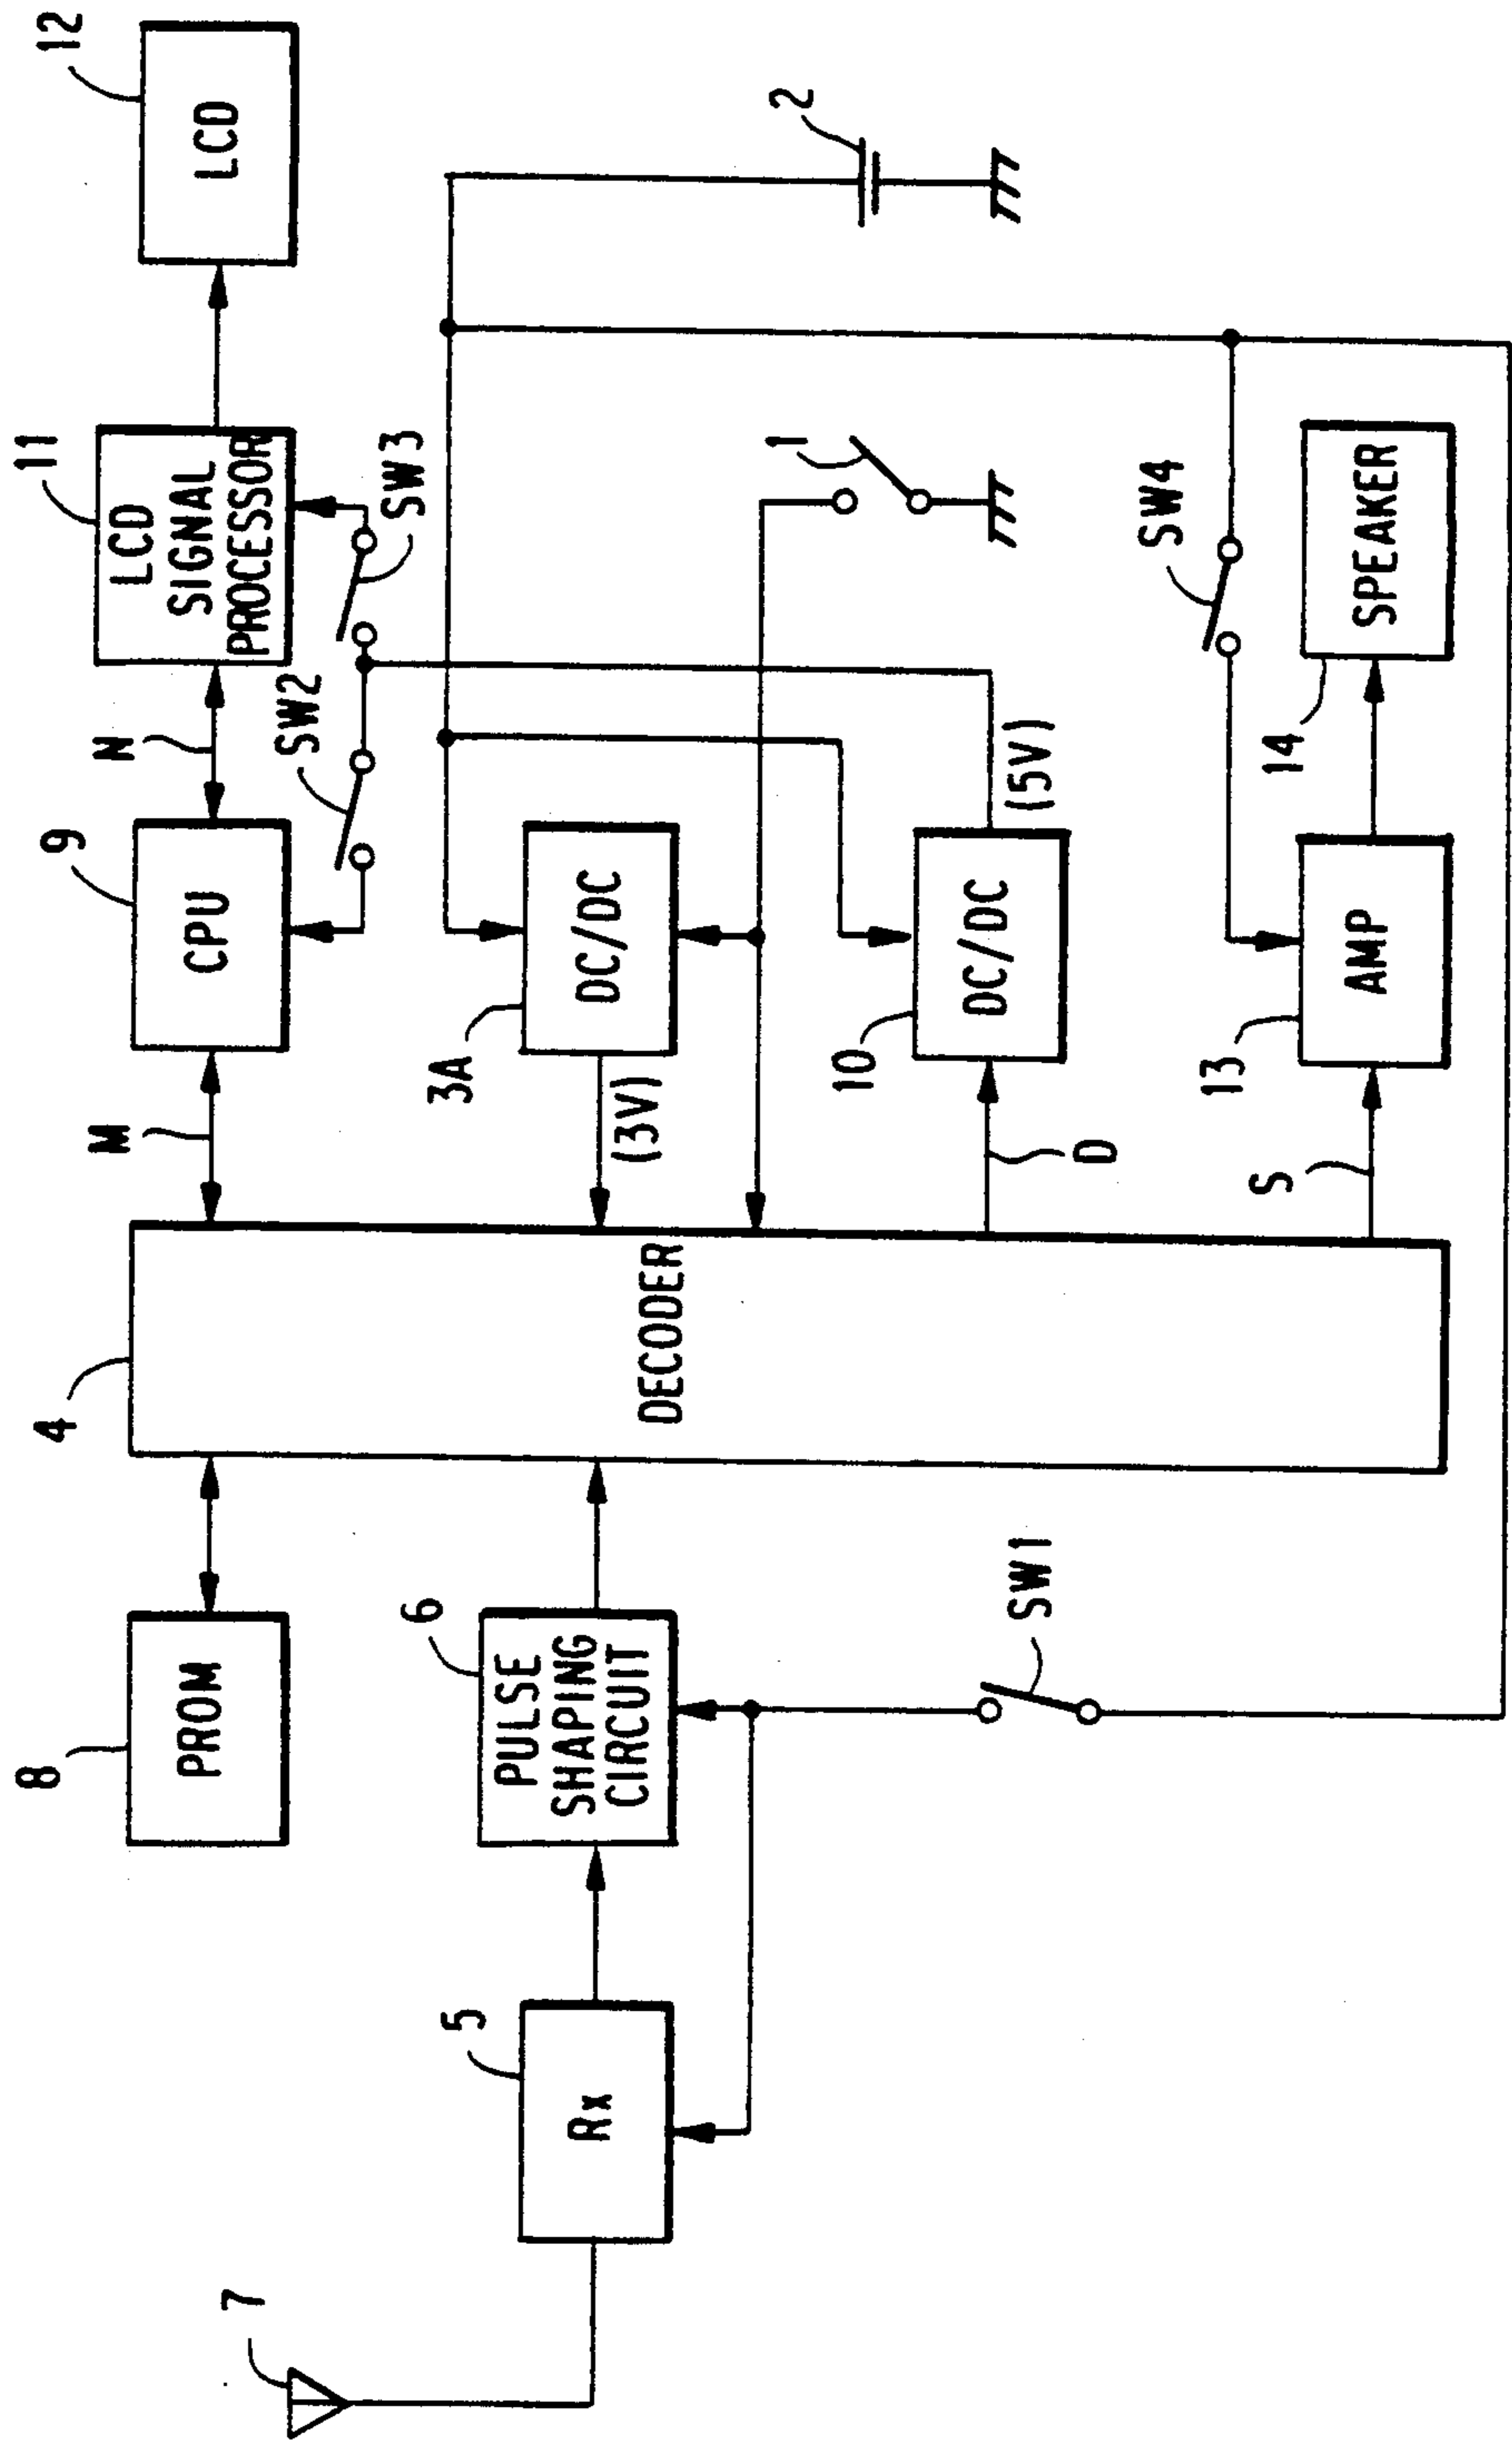 7
5
Rx
8
PROM
6
PULSE
SHAPING
CIRCUIT
SW1
4
DECODER
M
9
CPU
3A
DC/DC
(3V)
10
DC/DC
(5V)
D
S
13
AMP
N
SW2
11
LCD
SIGNAL
PROCESSOR
SW3
1
SW4
14
SPEAKER
12
LCD
2